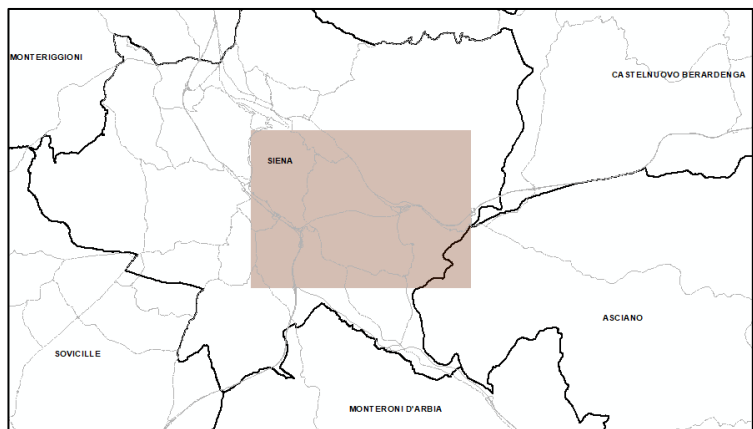 MONTERIGGIONI
CASTELNUOVO BERARDENGA
SIENA
ASCIANO
SOVICILLE
MONTERONI D'ARBIA